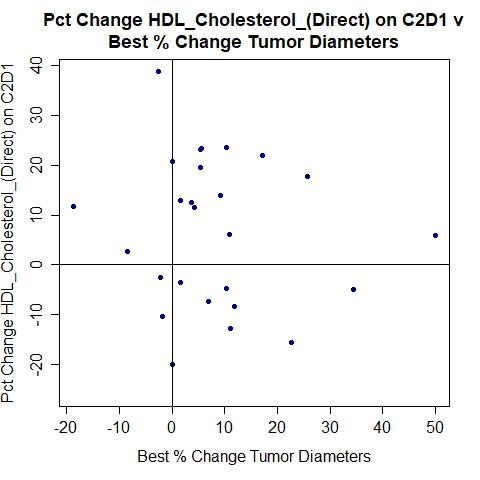 Pct Change HDL_Cholesterol_(Direct) on C2D1 v
Best % Change Tumor Diameters
Pct Change HDL_Cholesterol_(Direct) on C2D1
40
30
20
10
0
-10
-20
-20 -10 0 10 20 30 40 50
Best % Change Tumor Diameters